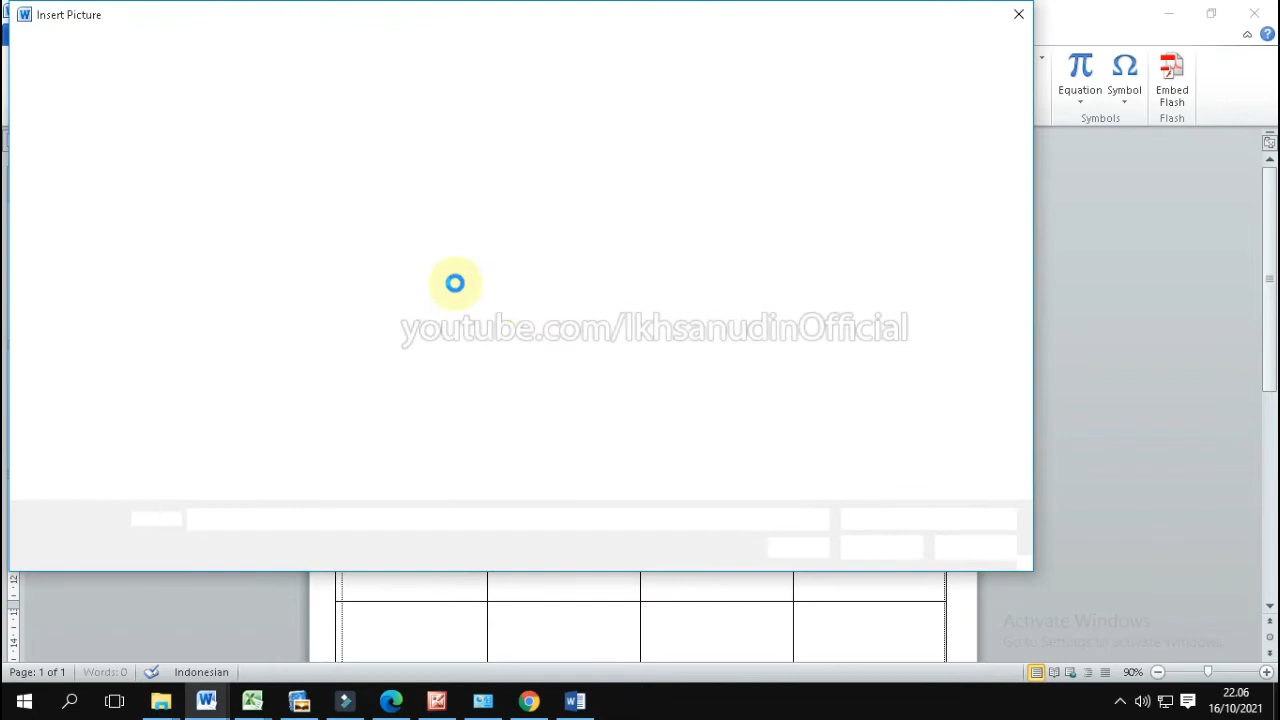 Insert Picture
Equation
Symbol
Embed
Flash
Symbols
Flash
youtube.com/IkhsanudinOfficial
Activate Windows
Go to Settings to activate Windows.
Page: 1 of 1
Words: 0
Indonesian
90%
22.06
16/10/2021